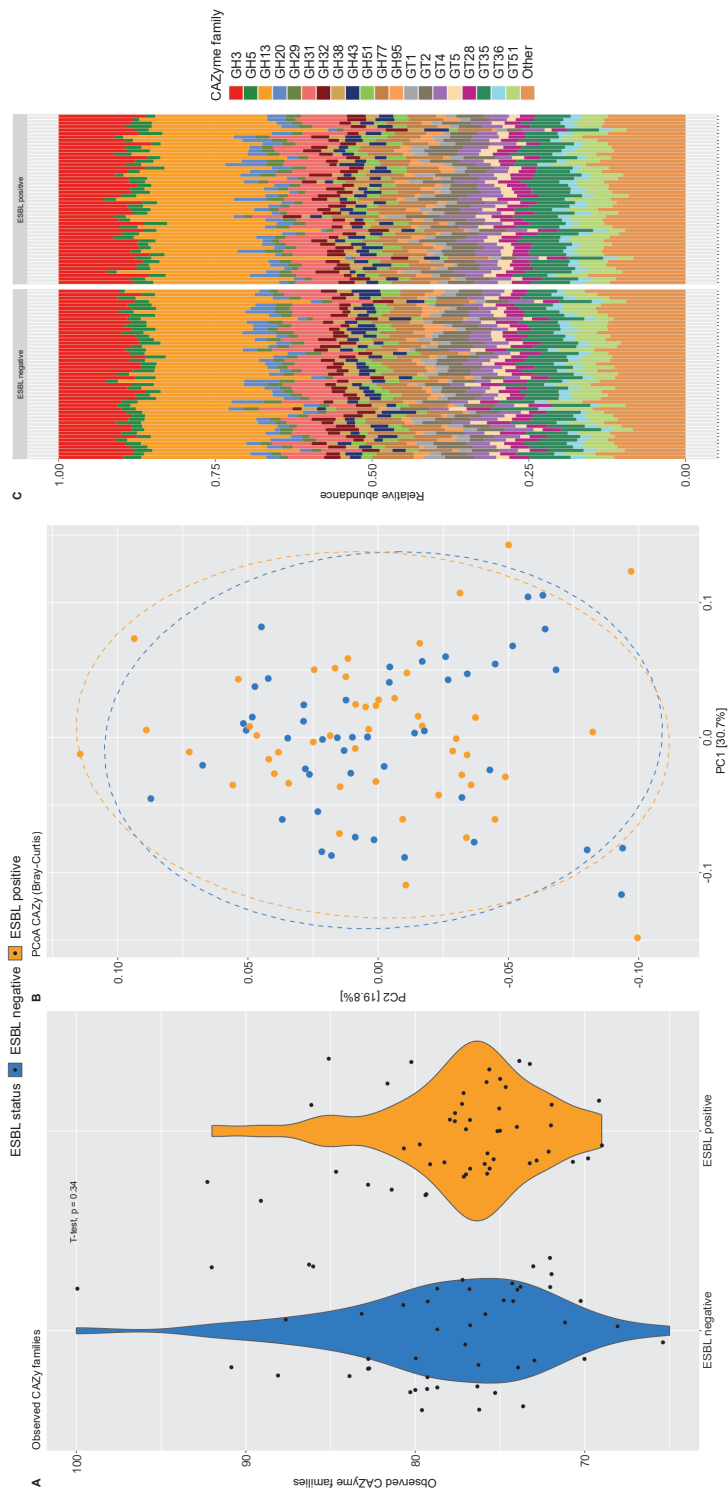 ESBL status ESBL negative ESBL positive
A
Observed CAZy families
T-test, p = 0.34
Observed CAZyme families
100
90
80
70
ESBL negative
ESBL positive
B
PCoA CAZy (Bray-Curtis)
PC2 [19.8%]
0.10
0.05
0.00
-0.05
-0.10
-0.1
0.0
0.1
PC1 [30.7%]
C
ESBL negative
ESBL positive
Relative abundance
1.00
0.75
0.50
0.25
0.00
CAZyme family
GH3
GH5
GH13
GH20
GH29
GH31
GH32
GH38
GH43
GH51
GH77
GH95
GT1
GT2
GT4
GT5
GT28
GT35
GT36
GT51
Other